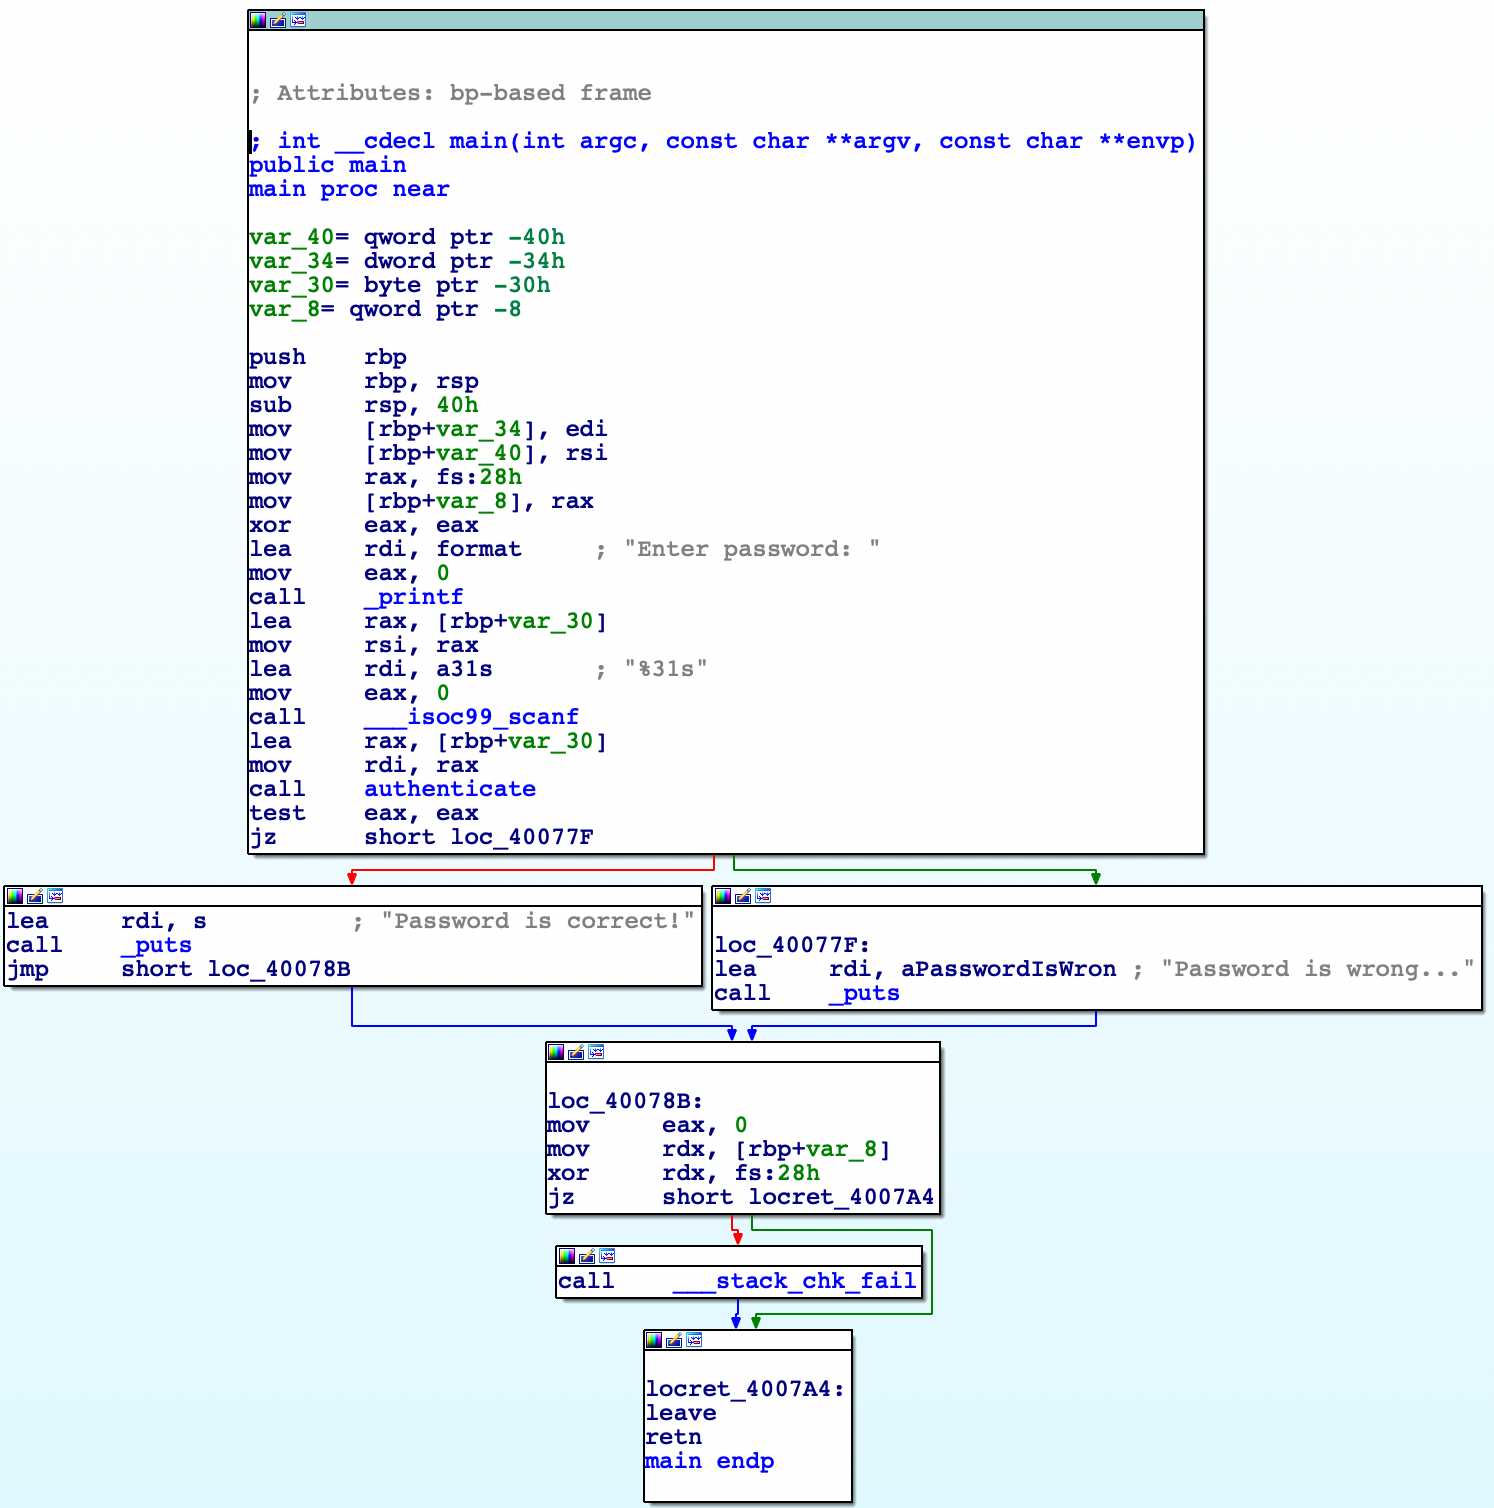 ; Attributes: bp-based frame
; int __cdecl main(int argc, const char **argv, const char **envp)
public main
main proc near
var_40= qword ptr -40h
var_34= dword ptr -34h
var_30= byte ptr -30h
var_8= qword ptr -8
push    rbp
mov     rbp, rsp
sub     rsp, 40h
mov     [rbp+var_34], edi
mov     [rbp+var_40], rsi
mov     rax, fs:28h
mov     [rbp+var_8], rax
xor     eax, eax
lea     rdi, format     ; "Enter password: "
mov     eax, 0
call    _printf
lea     rax, [rbp+var_30]
mov     rsi, rax
lea     rdi, a31s       ; "%31s"
mov     eax, 0
call    ___isoc99_scanf
lea     rax, [rbp+var_30]
mov     rdi, rax
call    authenticate
test    eax, eax
jz      short loc_40077F
lea     rdi, s          ; "Password is correct!"
call    _puts
jmp     short loc_40078B
loc_40077F:
lea     rdi, aPasswordIsWron ; "Password is wrong..."
call    _puts
loc_40078B:
mov     eax, 0
mov     rdx, [rbp+var_8]
xor     rdx, fs:28h
jz      short locret_4007A4
call    ___stack_chk_fail
locret_4007A4:
leave
retn
main endp